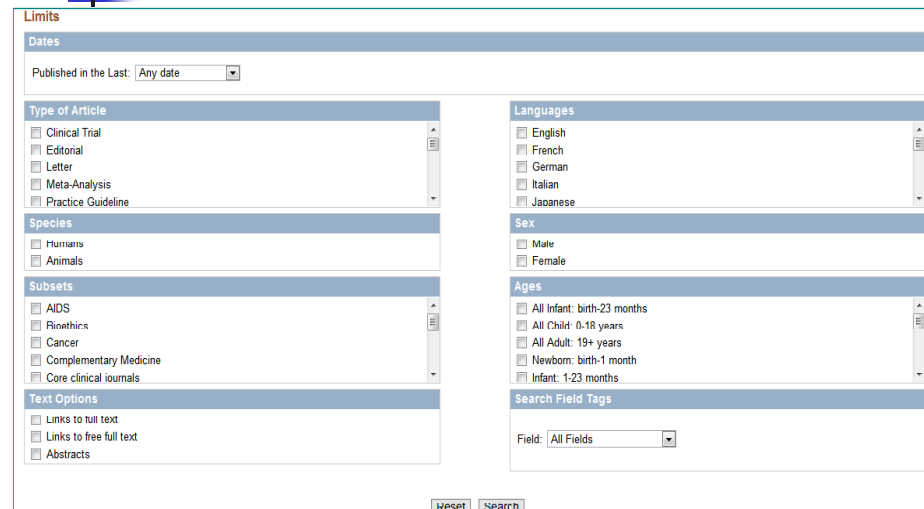 Limits
Dates
Published in the Last: Any date
Type of Article
Clinical Trial
Editorial
Letter
Meta-Analysis
Practice Guideline
Languages
English
French
German
Italian
Japanese
Species
Humans
Animals
Sex
Male
Female
Subsets
AIDS
Bioethics
Cancer
Complementary Medicine
Core clinical journals
Ages
All Infant: birth-23 months
All Child: 0-18 years
All Adult: 19+ years
Newborn: birth-1 month
Infant: 1-23 months
Text Options
Links to full text
Links to free full text
Abstracts
Search Field Tags
Field: All Fields
Reset Search